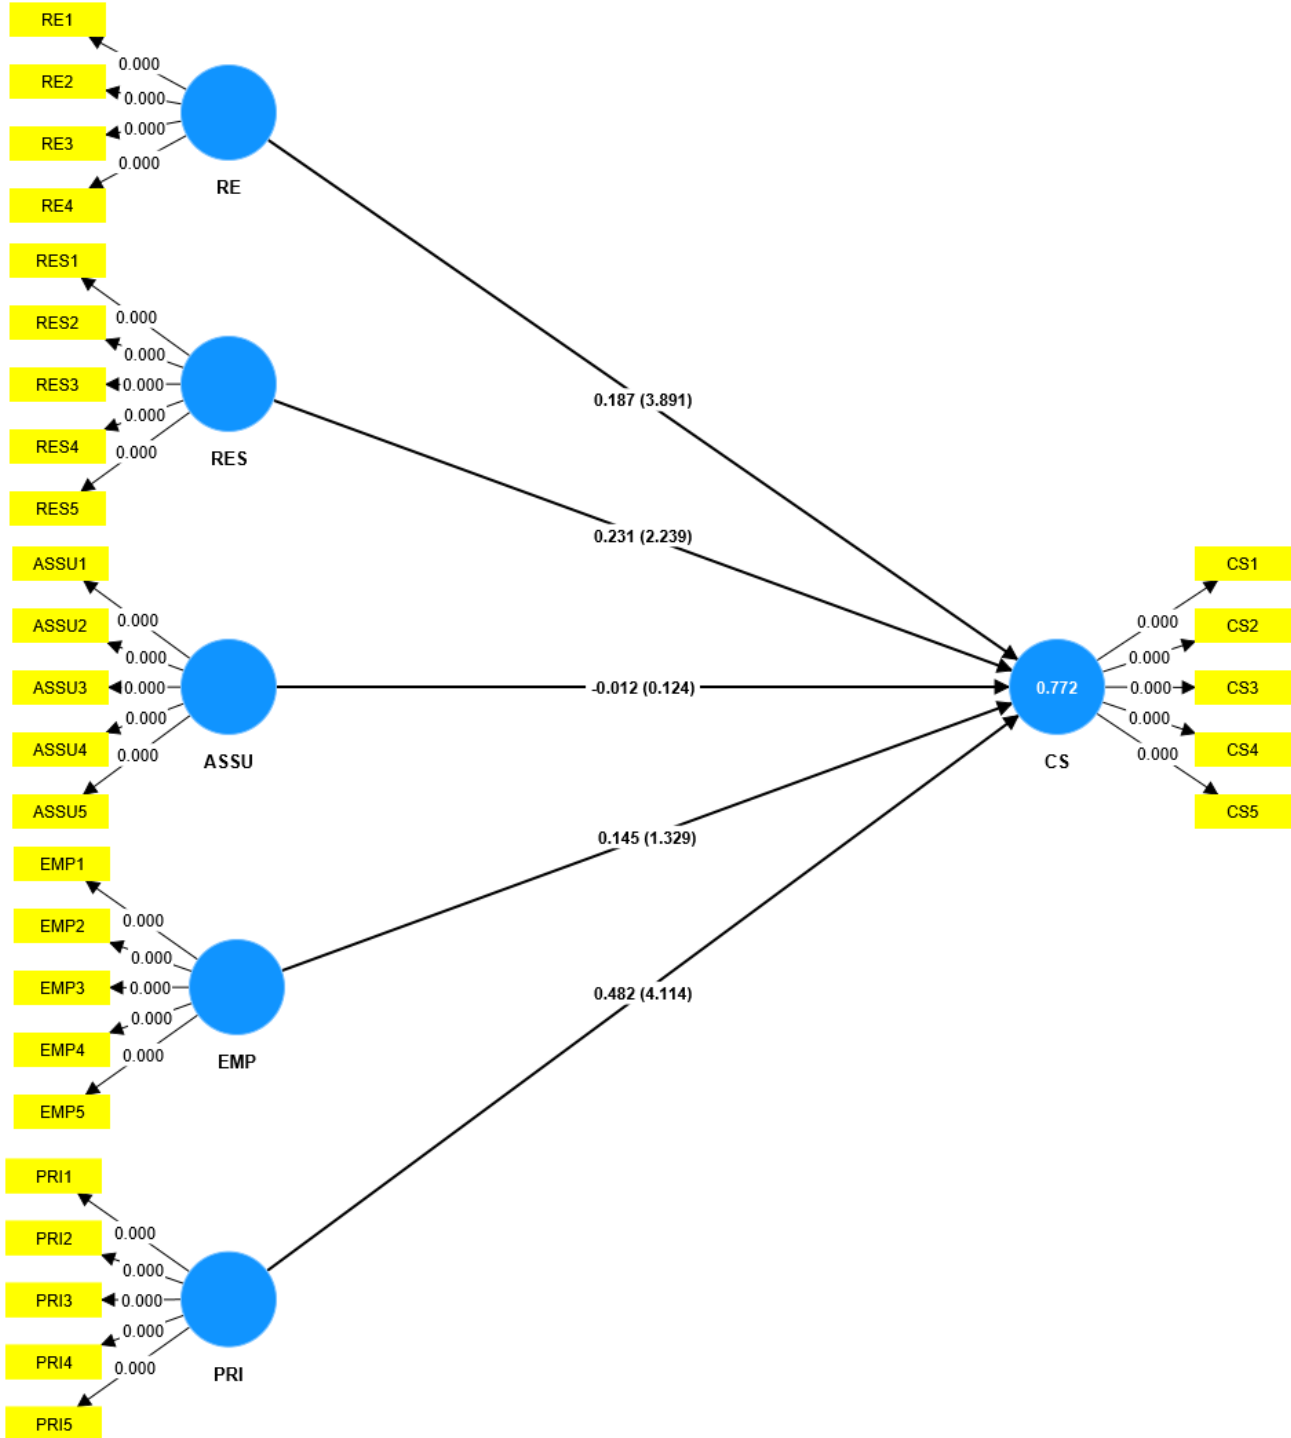 RE1
0.000
RE2
0.000
RE3
0.000
0.000
RE4
RE
RES1
0.000
RES2
0.000
RES3
0.000
RES4
0.000
0.000
RES5
RES
ASSU1
0.000
ASSU2
0.000
ASSU3
0.000
ASSU4
0.000
0.000
ASSU5
ASSU
EMP1
0.000
EMP2
0.000
EMP3
0.000
EMP4
0.000
0.000
EMP5
EMP
PRI1
0.000
PRI2
0.000
PRI3
0.000
PRI4
0.000
0.000
PRI5
PRI
0.187 (3.891)
0.231 (2.239)
-0.012 (0.124)
0.145 (1.329)
0.482 (4.114)
0.772
CS
CS1
0.000
CS2
0.000
CS3
0.000
CS4
0.000
0.000
CS5